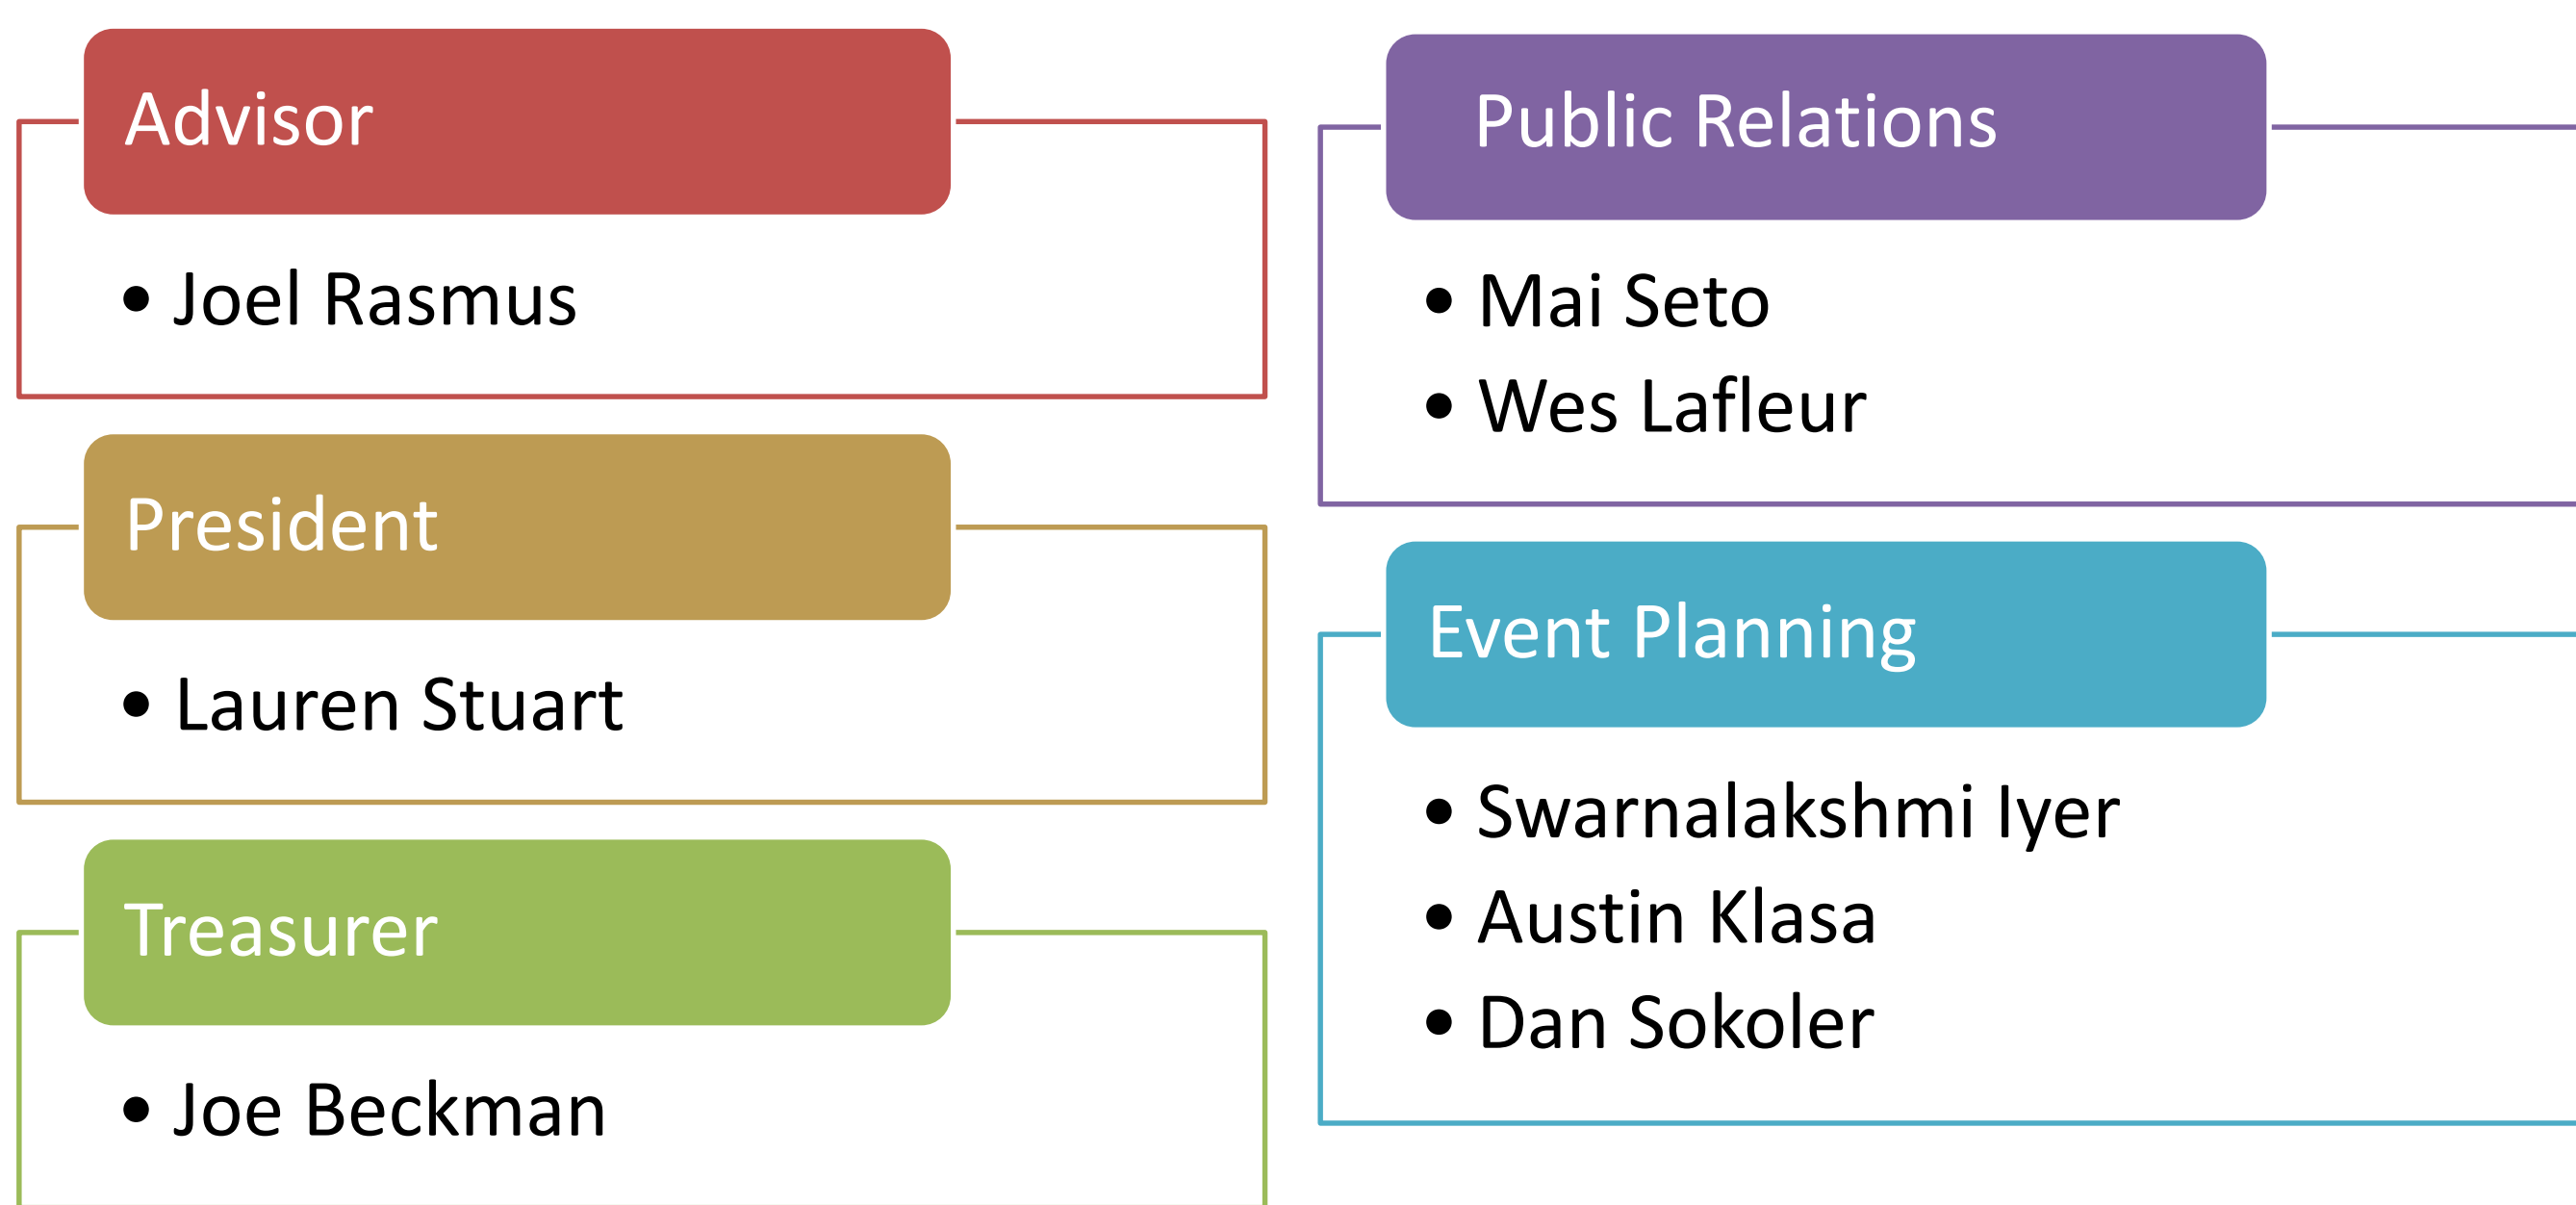 Advisor
• Joel Rasmus
President
• Lauren Stuart
Treasurer
• Joe Beckman
Public Relations
• Mai Seto
• Wes Lafleur
Event Planning
• Swarnalakshmi Iyer
• Austin Klasa
• Dan Sokoler